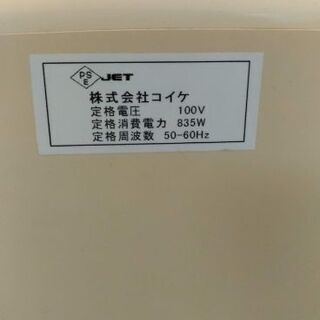 PS E JET
株式会社コイケ
定格電圧 100V
定格消費電力 835W
定格周波数 50-60Hz